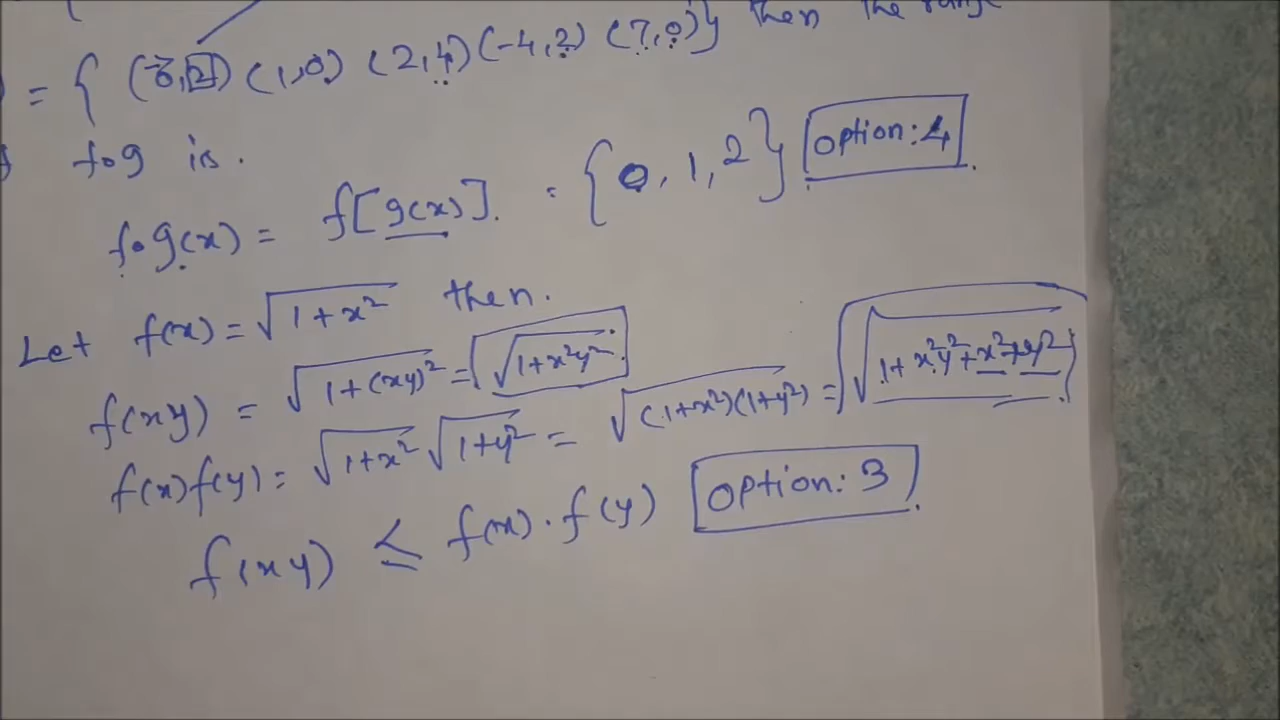 = { (-6,2) (1,0) (2,4) (-4,2) (7,0)} then the range
fog is.
fog(x) = f[g(x)]. = {0,1,2} Option:4
Let f(x) = √1+x² then.
f(xy) = √1+(xy)² = √1+x²y²
f(x)f(y) = √1+x² √1+y² = √(1+x²)(1+y²) = √1+x²y²+x²+y²
f(xy) ≤ f(x).f(y) Option: 3